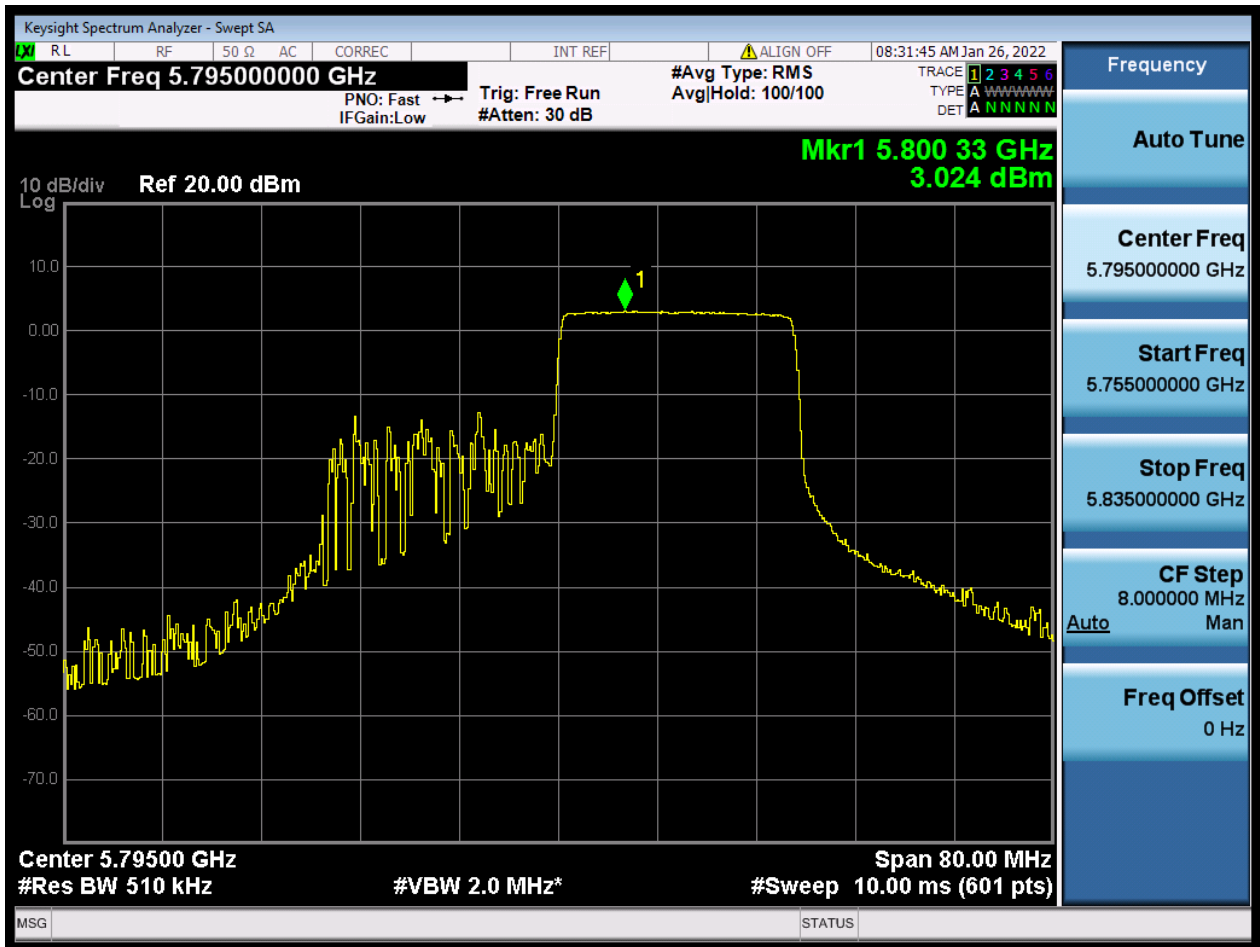 Keysight Spectrum Analyzer - Swept SA
LXI RL RF 50 Ω AC CORREC INT REF ALIGN OFF 08:31:45 AM Jan 26, 2022
Center Freq 5.795000000 GHz
PNO: Fast
IFGain:Low
Trig: Free Run
#Atten: 30 dB
#Avg Type: RMS
Avg|Hold: 100/100
TRACE 1 2 3 4 5 6
TYPE A WWWWW
DET A N N N N N
Mkr1 5.800 33 GHz
3.024 dBm
10 dB/div Ref 20.00 dBm
Log
1
10.0
0.00
-10.0
-20.0
-30.0
-40.0
-50.0
-60.0
-70.0
Center 5.79500 GHz Span 80.00 MHz
#Res BW 510 kHz #VBW 2.0 MHz* #Sweep 10.00 ms (601 pts)
MSG STATUS
Frequency
Auto Tune
Center Freq
5.795000000 GHz
Start Freq
5.755000000 GHz
Stop Freq
5.835000000 GHz
CF Step
8.000000 MHz
Auto Man
Freq Offset
0 Hz